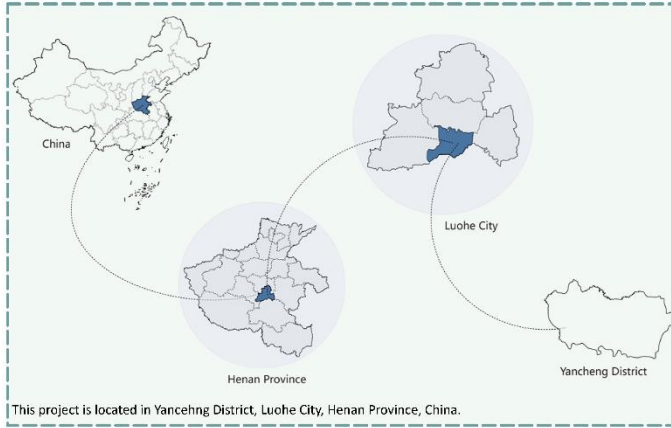 China
Luohe City
Henan Province
Yancheng District
This project is located in Yancehng District, Luohe City, Henan Province, China.